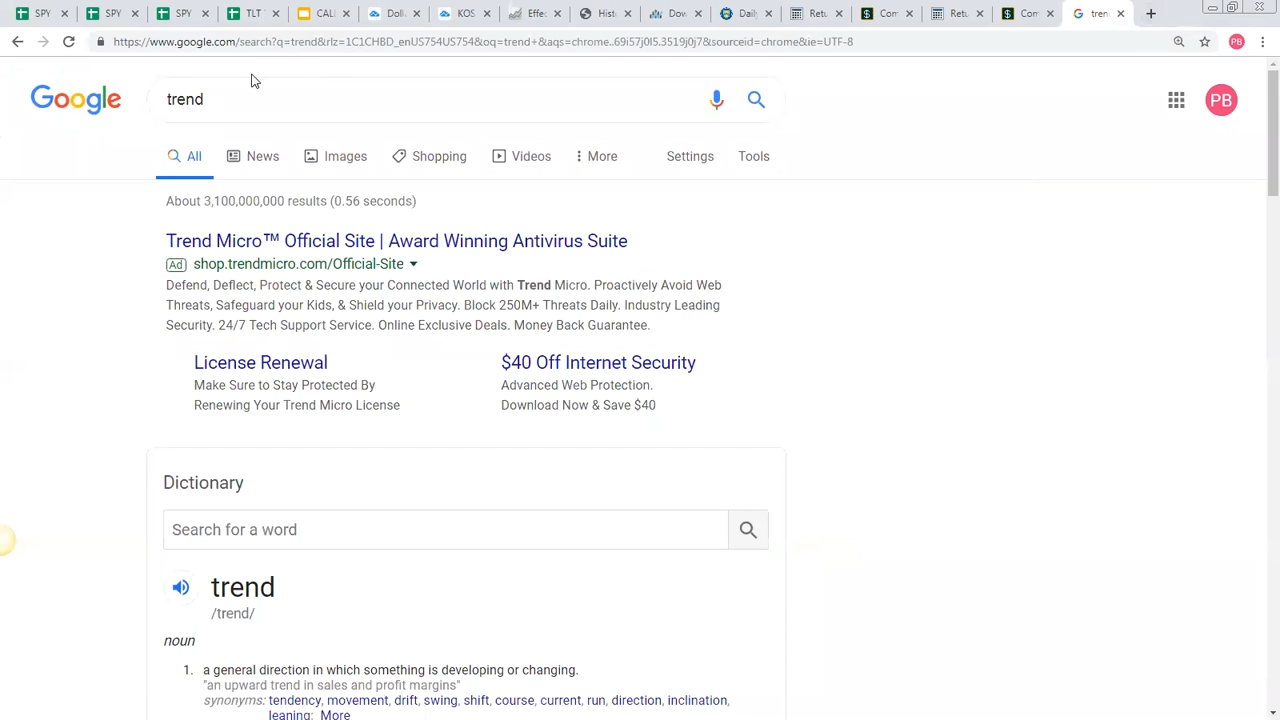 SPY SPY SPY TLT CALL Dolla KOS Effec Histo Dow Daily Retu Com Retu Com tren
https://www.google.com/search?q=trend&rlz=1C1CHBD_enUS754US754&oq=trend+&aqs=chrome..69i57j0l5.3519j0j7&sourceid=chrome&ie=UTF-8 PB
Google trend PB
All News Images Shopping Videos More Settings Tools
About 3,100,000,000 results (0.56 seconds)
Trend Micro™ Official Site | Award Winning Antivirus Suite
Ad shop.trendmicro.com/Official-Site
Defend, Deflect, Protect & Secure your Connected World with Trend Micro. Proactively Avoid Web
Threats, Safeguard your Kids, & Shield your Privacy. Block 250M+ Threats Daily. Industry Leading
Security. 24/7 Tech Support Service. Online Exclusive Deals. Money Back Guarantee.
License Renewal
Make Sure to Stay Protected By
Renewing Your Trend Micro License
$40 Off Internet Security
Advanced Web Protection.
Download Now & Save $40
Dictionary
Search for a word
trend
/trend/
noun
1. a general direction in which something is developing or changing.
"an upward trend in sales and profit margins"
synonyms: tendency, movement, drift, swing, shift, course, current, run, direction, inclination,
leaning; More